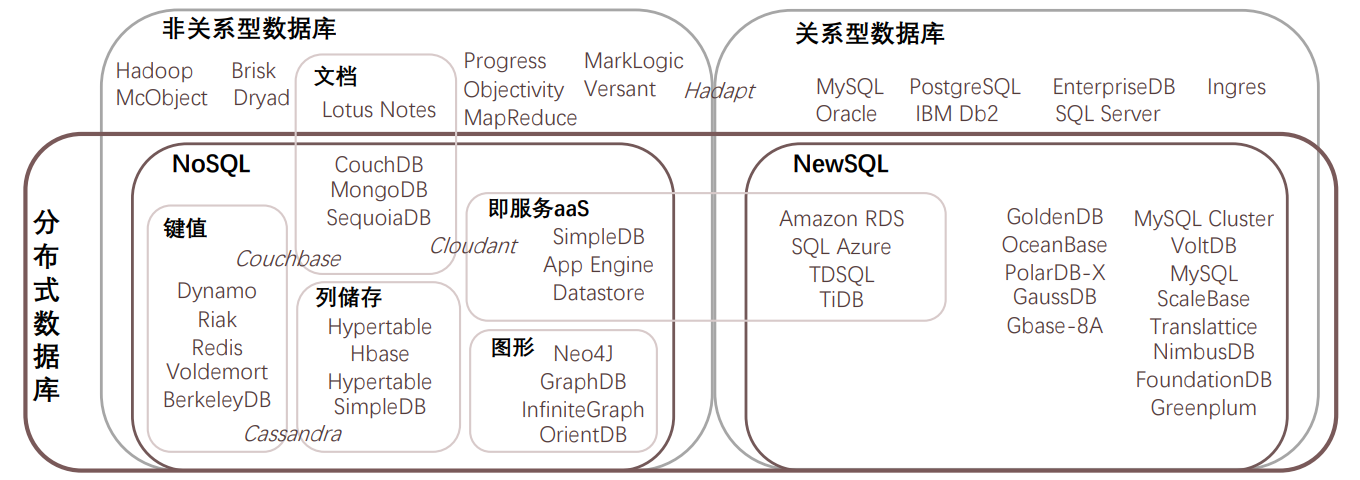 非关系型数据库
Hadoop Brisk
McObject Dryad
文档
Lotus Notes
Progress MarkLogic
Objectivity Versant
MapReduce
Hadapt
关系型数据库
MySQL PostgreSQL EnterpriseDB Ingres
Oracle IBM Db2 SQL Server
分布式数据库
NoSQL
CouchDB
MongoDB
SequoiaDB
键值
Couchbase
Dynamo
Riak
Redis
Voldemort
BerkeleyDB
Cassandra
列储存
Hypertable
Hbase
Hypertable
SimpleDB
Cloudant
即服务aaS
SimpleDB
App Engine
Datastore
图形
Neo4J
GraphDB
InfiniteGraph
OrientDB
NewSQL
Amazon RDS
SQL Azure
TDSQL
TiDB
GoldenDB
OceanBase
PolarDB-X
GaussDB
Gbase-8A
MySQL Cluster
VoltDB
MySQL
ScaleBase
Translattice
NimbusDB
FoundationDB
Greenplum